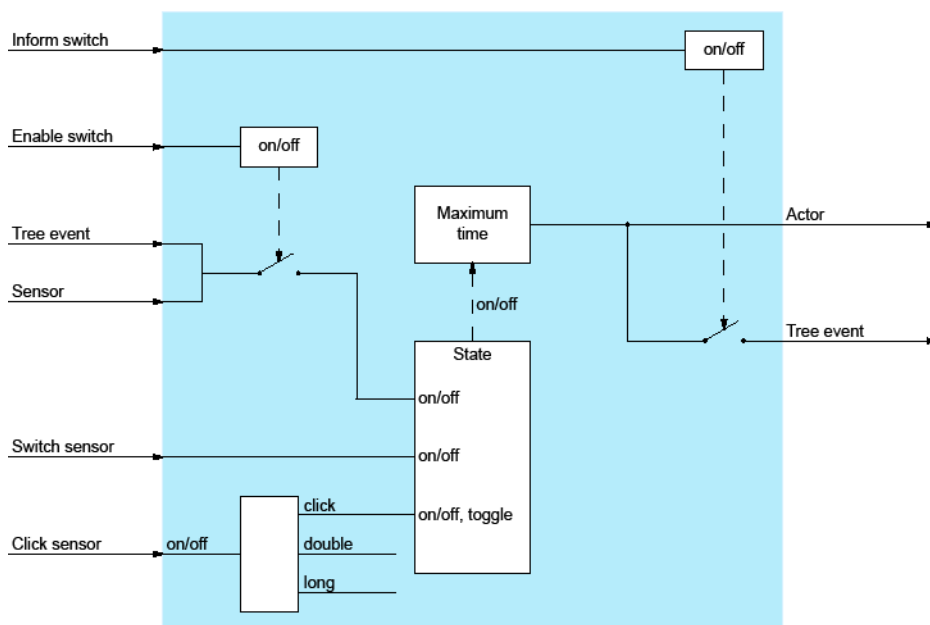 Inform switch
on/off
Enable switch
on/off
Maximum
time
Actor
Tree event
Sensor
on/off
Tree event
State
on/off
Switch sensor
on/off
click
on/off, toggle
Click sensor
on/off
double
long